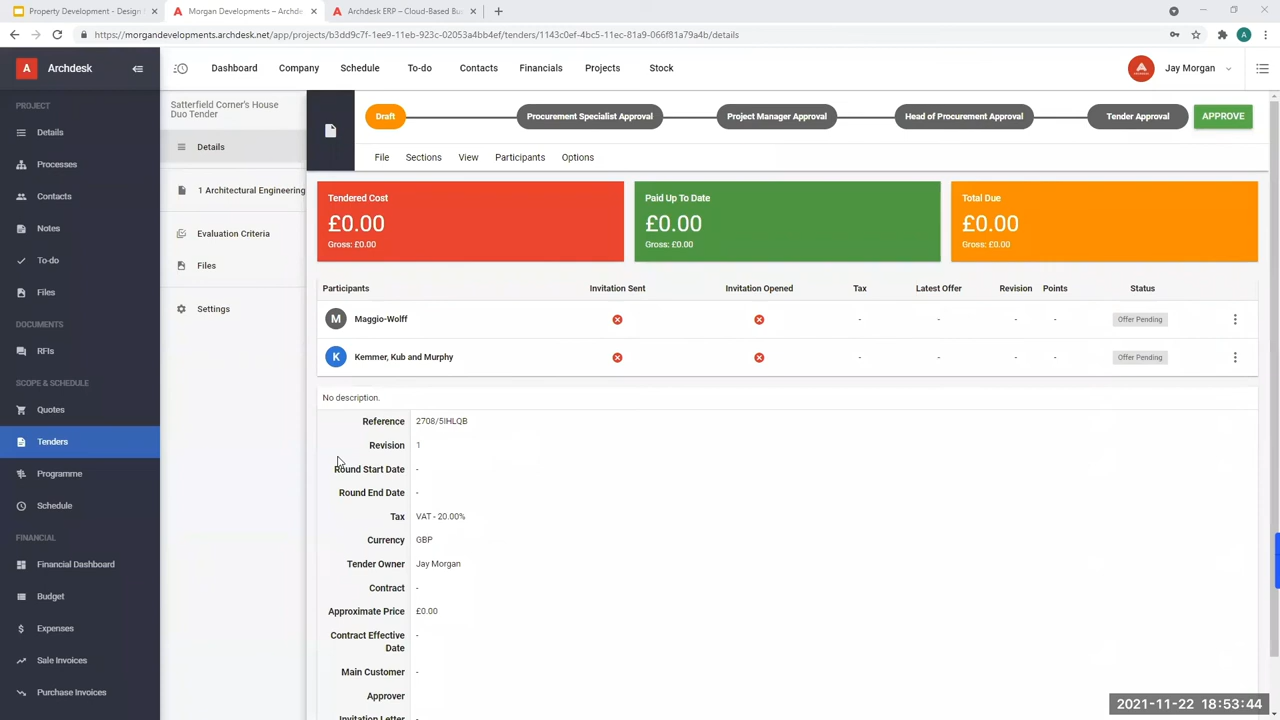 Property Development - Design
Morgan Developments – Archde
Archdesk ERP – Cloud-Based Bu
https://morgandevelopments.archdesk.net/app/projects/b3dd9c7f-1ee9-11eb-923c-02053a4bb4ef/tenders/1143c0ef-4bc5-11ec-81a9-066f81a79a4b/details
A
A Archdesk
Dashboard Company Schedule To-do Contacts Financials Projects Stock
Jay Morgan
PROJECT
Details
Processes
Contacts
Notes
To-do
Files
DOCUMENTS
RFIs
SCOPE & SCHEDULE
Quotes
Tenders
Programme
Schedule
FINANCIAL
Financial Dashboard
Budget
Expenses
Sale Invoices
Purchase Invoices
Satterfield Corner's House
Duo Tender
Details
1 Architectural Engineering
Evaluation Criteria
Files
Settings
Draft Procurement Specialist Approval Project Manager Approval Head of Procurement Approval Tender Approval APPROVE
File Sections View Participants Options
Tendered Cost
£0.00
Gross: £0.00
Paid Up To Date
£0.00
Gross: £0.00
Total Due
£0.00
Gross: £0.00
Participants Invitation Sent Invitation Opened Tax Latest Offer Revision Points Status
M Maggio-Wolff - - - - Offer Pending
K Kemmer, Kub and Murphy - - - - Offer Pending
No description.
Reference 2708/5IHLQB
Revision 1
Round Start Date -
Round End Date -
Tax VAT - 20.00%
Currency GBP
Tender Owner Jay Morgan
Contract -
Approximate Price £0.00
Contract Effective -
Date
Main Customer -
Approver
Invitation Letter -
2021-11-22 18:53:44